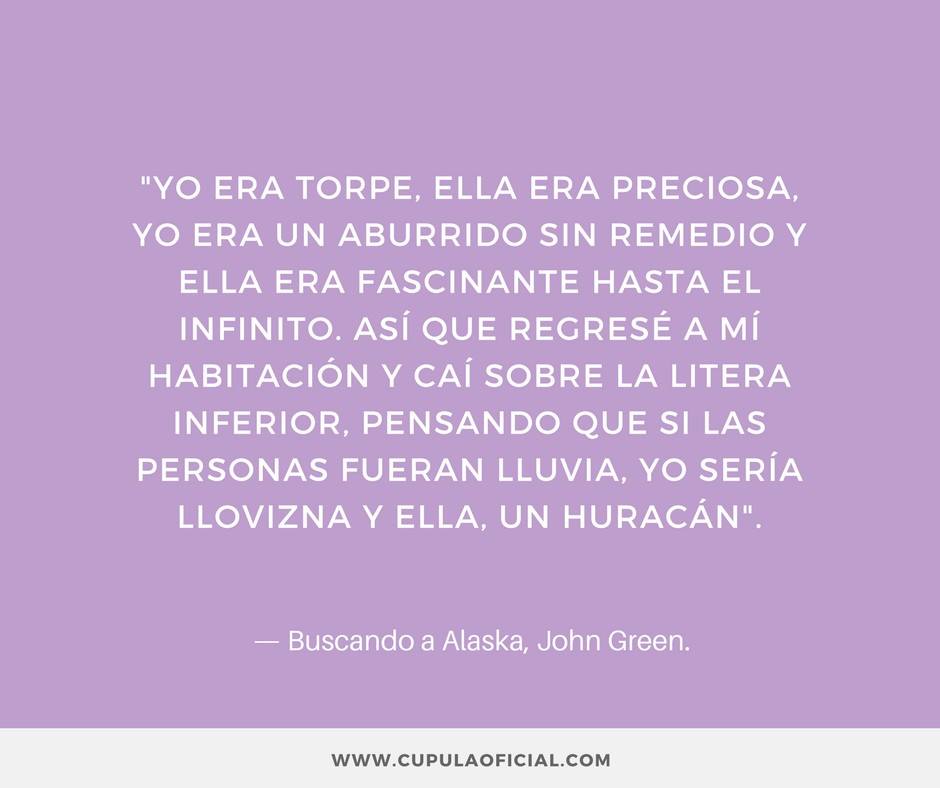 "YO ERA TORPE, ELLA ERA PRECIOSA,
YO ERA UN ABURRIDO SIN REMEDIO Y
ELLA ERA FASCINANTE HASTA EL
INFINITO. ASÍ QUE REGRESÉ A MÍ
HABITACIÓN Y CAÍ SOBRE LA LITERA
INFERIOR, PENSANDO QUE SI LAS
PERSONAS FUERAN LLUVIA, YO SERÍA
LLOVIZNA Y ELLA, UN HURACÁN".
— Buscando a Alaska, John Green.
WWW.CUPULAOFICIAL.COM